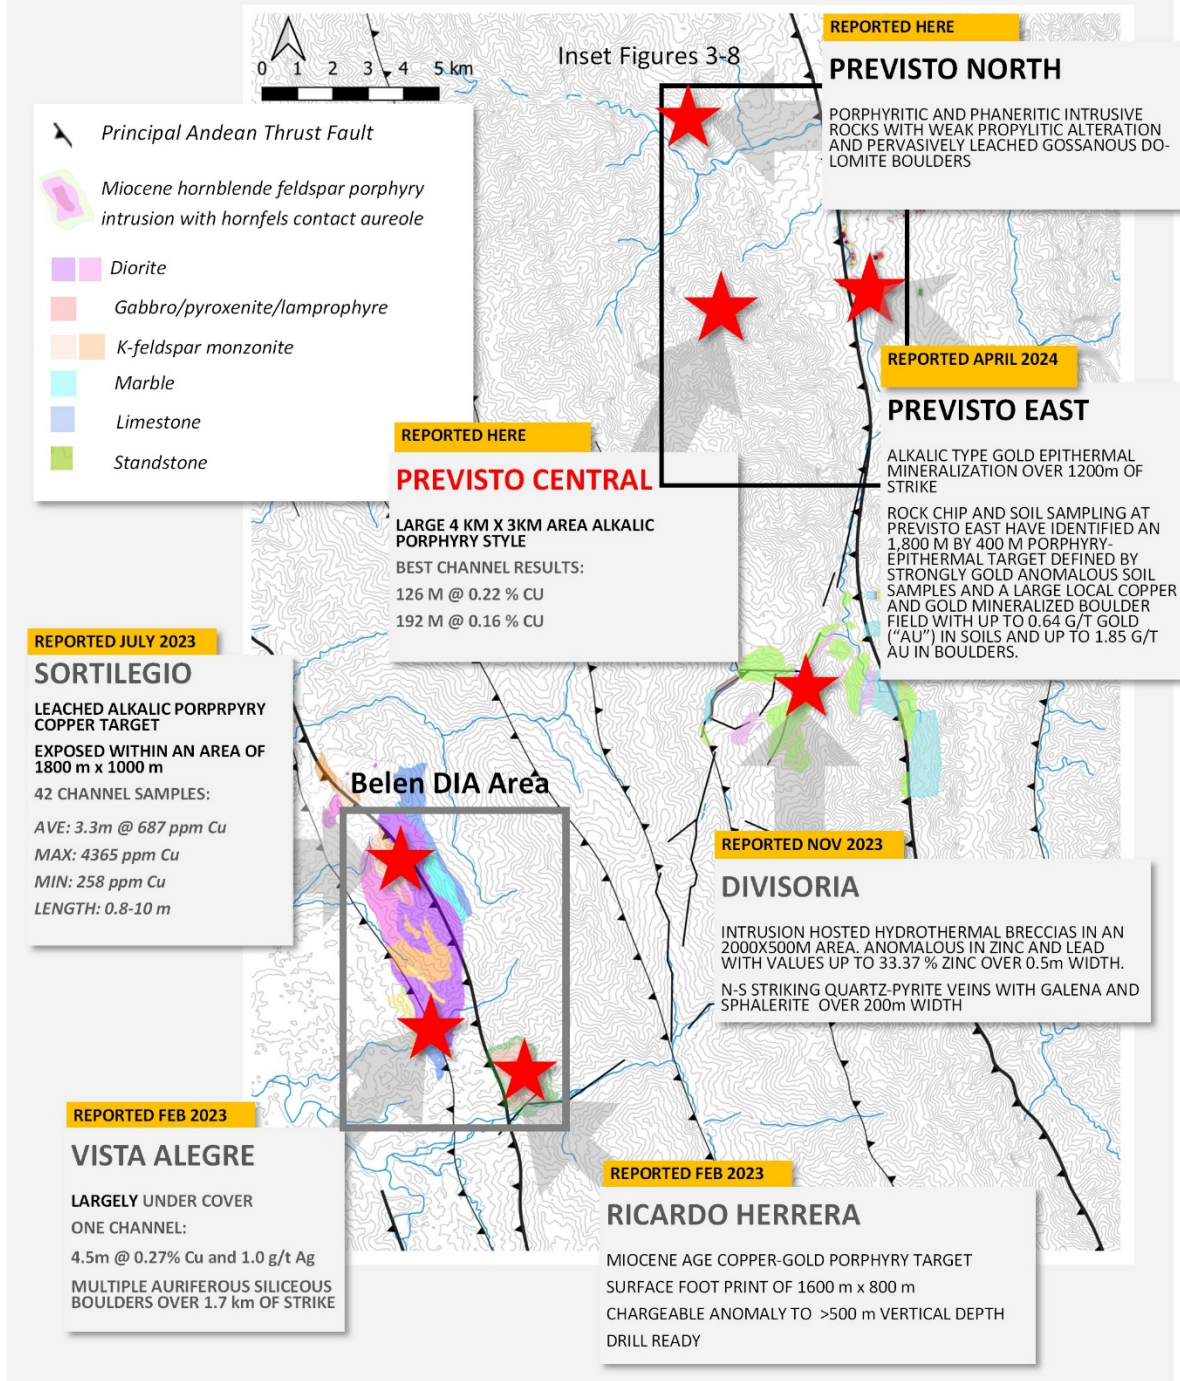 REPORTED HERE
PREVISTO NORTH
PORPHYRITIC AND PHANERITIC INTRUSIVE
ROCKS WITH WEAK PROPYLITIC ALTERATION
AND PERVASIVELY LEACHED GOSSANOUS DO-
LOMITE BOULDERS
Inset Figures 3-8
0 1 2 3 4 5 km
Principal Andean Thrust Fault
Miocene hornblende feldspar porphyry
intrusion with hornfels contact aureole
Diorite
Gabbro/pyroxenite/lamprophyre
K-feldspar monzonite
Marble
Limestone
Standstone
REPORTED APRIL 2024
PREVISTO EAST
ALKALIC TYPE GOLD EPITHERMAL
MINERALIZATION OVER 1200m OF
STRIKE
ROCK CHIP AND SOIL SAMPLING AT
PREVISTO EAST HAVE IDENTIFIED AN
1,800 M BY 400 M PORPHYRY-
EPITHERMAL TARGET DEFINED BY
STRONGLY GOLD ANOMALOUS SOIL
SAMPLES AND A LARGE LOCAL COPPER
AND GOLD MINERALIZED BOULDER
FIELD WITH UP TO 0.64 G/T GOLD
("AU") IN SOILS AND UP TO 1.85 G/T
AU IN BOULDERS.
REPORTED HERE
PREVISTO CENTRAL
LARGE 4 KM X 3KM AREA ALKALIC
PORPHYRY STYLE
BEST CHANNEL RESULTS:
126 M @ 0.22 % CU
192 M @ 0.16 % CU
REPORTED JULY 2023
SORTILEGIO
LEACHED ALKALIC PORPRPYRY
COPPER TARGET
EXPOSED WITHIN AN AREA OF
1800 m x 1000 m
42 CHANNEL SAMPLES:
AVE: 3.3m @ 687 ppm Cu
MAX: 4365 ppm Cu
MIN: 258 ppm Cu
LENGTH: 0.8-10 m
Belen DIA Area
REPORTED NOV 2023
DIVISORIA
INTRUSION HOSTED HYDROTHERMAL BRECCIAS IN AN
2000X500M AREA. ANOMALOUS IN ZINC AND LEAD
WITH VALUES UP TO 33.37 % ZINC OVER 0.5m WIDTH.
N-S STRIKING QUARTZ-PYRITE VEINS WITH GALENA AND
SPHALERITE OVER 200m WIDTH
REPORTED FEB 2023
VISTA ALEGRE
LARGELY UNDER COVER
ONE CHANNEL:
4.5m @ 0.27% Cu and 1.0 g/t Ag
MULTIPLE AURIFEROUS SILICEOUS
BOULDERS OVER 1.7 km OF STRIKE
REPORTED FEB 2023
RICARDO HERRERA
MIOCENE AGE COPPER-GOLD PORPHYRY TARGET
SURFACE FOOT PRINT OF 1600 m x 800 m
CHARGEABLE ANOMALY TO >500 m VERTICAL DEPTH
DRILL READY